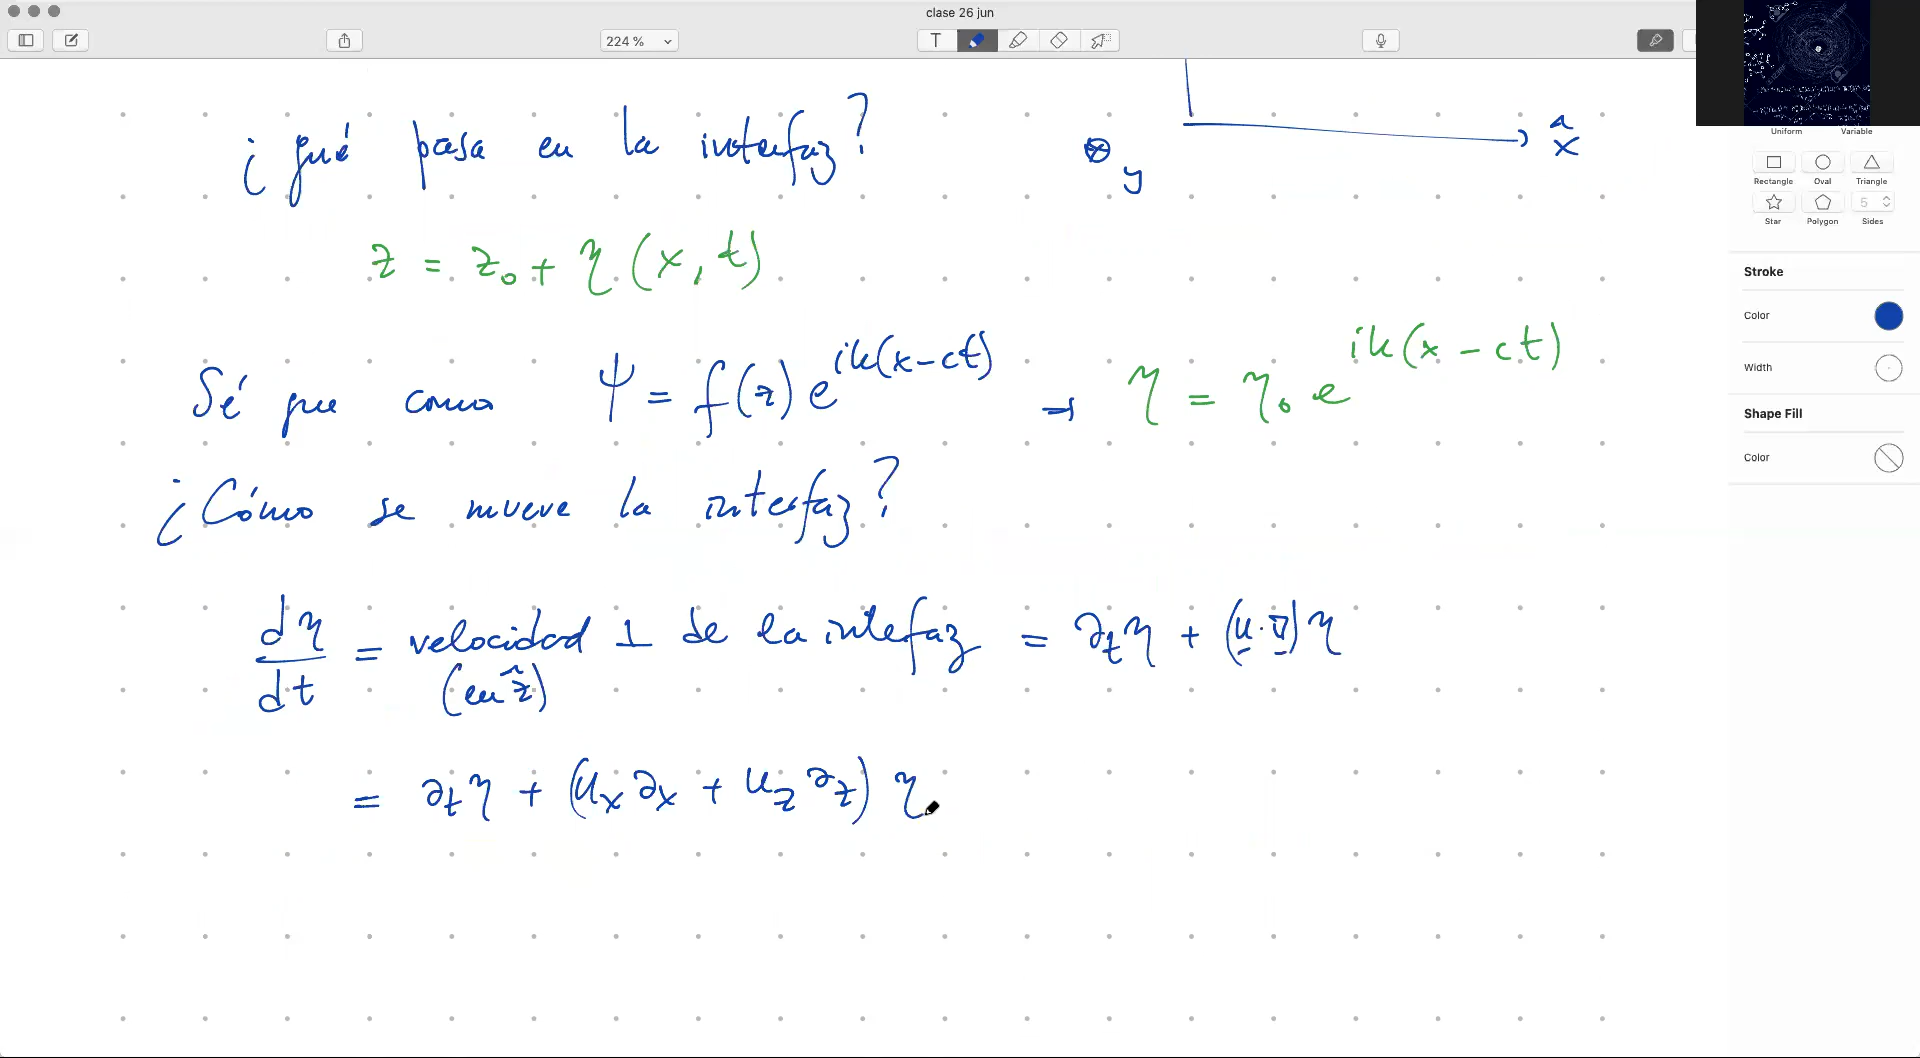 clase 26 jun
224 %
T
Uniform Variable
Rectangle Oval Triangle
5
Star Polygon Sides
Stroke
Color
Width
Shape Fill
Color
x̂
y
¿Qué pasa en la interfaz?
z = z₀ + η (x, t)
Sé que como ψ = f(z) e^{ik(x-ct)} → η = η₀ e^{ik(x-ct)}
¿Cómo se mueve la interfaz?
dη/dt = velocidad ⊥ de la intefaz = ∂ₜη + (u·∇)η
(en ẑ)
= ∂ₜη + (uₓ∂ₓ + u_z∂_z) η